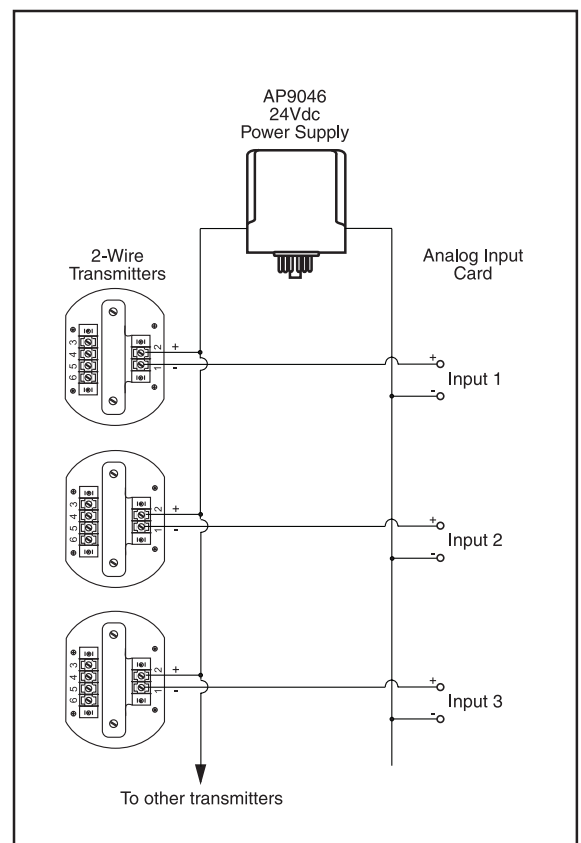 AP9046
24Vdc
Power Supply
2-Wire
Transmitters
Analog Input
Card
3
4
5
6
2
1
+
-
+
-
Input 1
3
4
5
6
2
1
+
-
+
-
Input 2
3
4
5
6
2
1
+
-
+
-
Input 3
To other transmitters